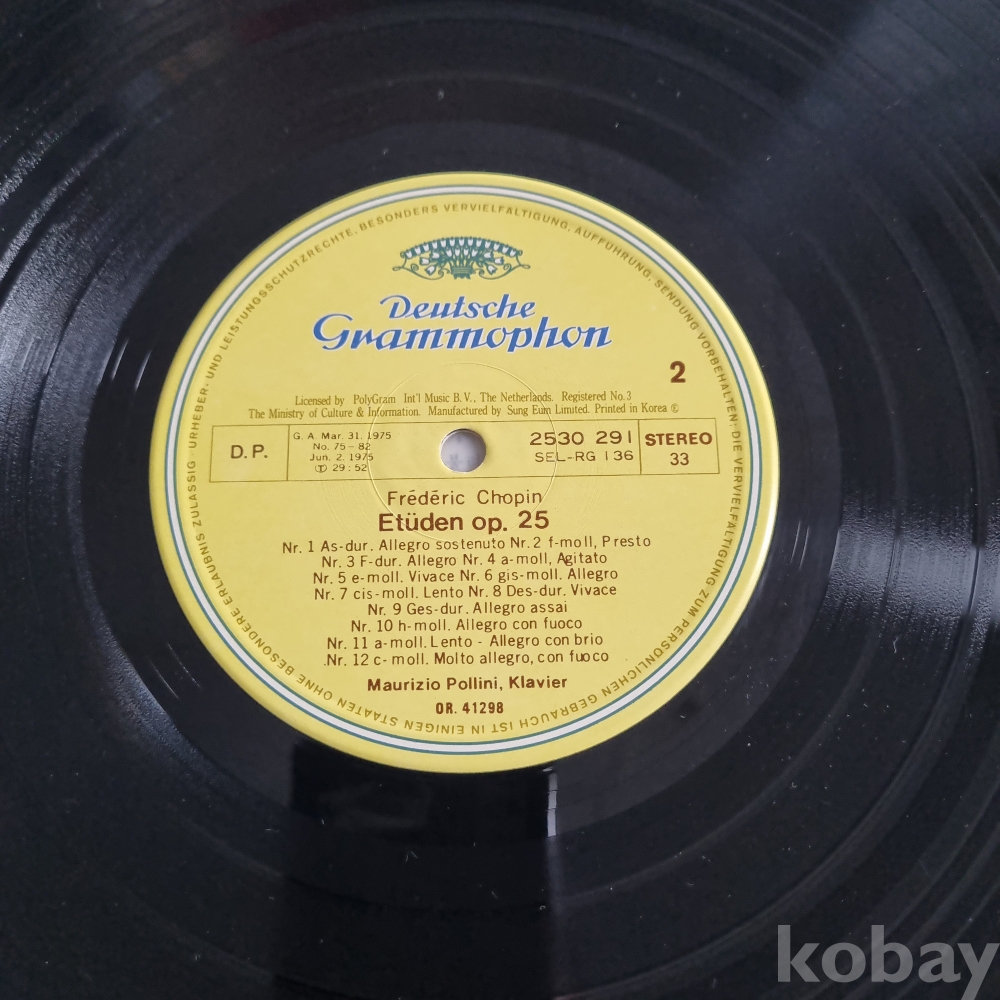 Deutsche
Grammophon
2
Licensed by PolyGram Int'l Music B.V., The Netherlands. Registered No.3
The Ministry of Culture & Information. Manufactured by Sung Eum Limited. Printed in Korea ©
D.P.
G.A. Mar. 31. 1975
No. 75-82
Jun. 2. 1975
Ⓣ 29:52
2530 291
SEL-RG 136
STEREO
33
Frédéric Chopin
Etüden op. 25
Nr. 1 As-dur. Allegro sostenuto Nr. 2 f-moll, Presto
Nr. 3 F-dur. Allegro Nr. 4 a-moll, Agitato
Nr. 5 e-moll. Vivace Nr. 6 gis-moll. Allegro
Nr. 7 cis-moll. Lento Nr. 8 Des-dur. Vivace
Nr. 9 Ges-dur. Allegro assai
Nr. 10 h-moll. Allegro con fuoco
Nr. 11 a-moll. Lento - Allegro con brio
.Nr. 12 c-moll. Molto allegro, con fuoco
Maurizio Pollini, Klavier
OR. 41298
URHEBER- UND LEISTUNGSSCHUTZRECHTE, BESONDERS VERVIELFÄLTIGUNG, AUFFÜHRUNG, SENDUNG VORBEHALTEN; DIE VERVIELFÄLTIGUNG ZUM PERSÖNLICHEN GEBRAUCH IST IN EINIGEN STAATEN OHNE BESONDERE ERLAUBNIS ZULÄSSIG -
kobay